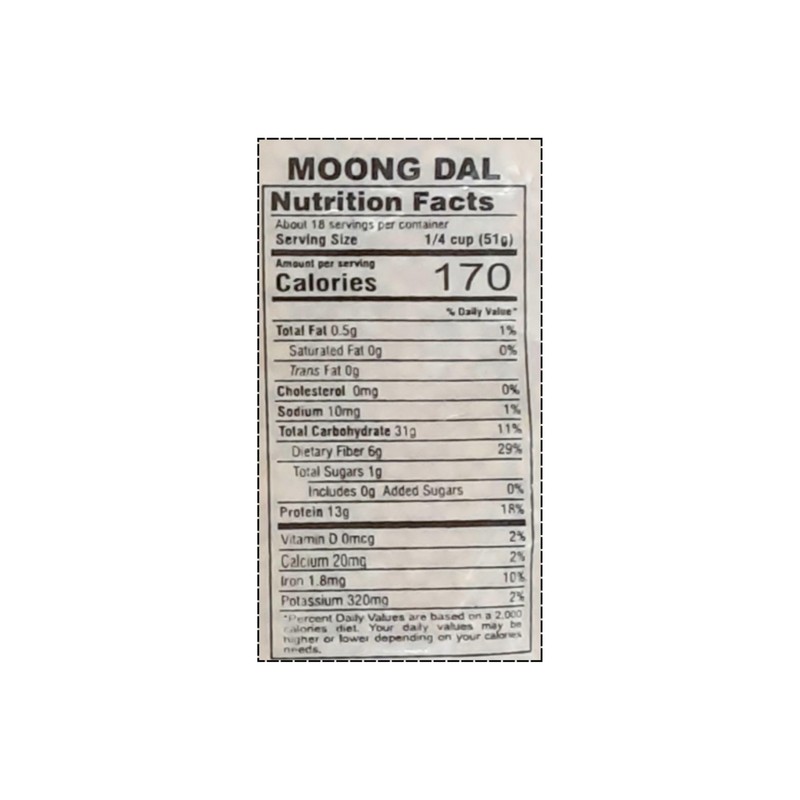 MOONG DAL
Nutrition Facts
About 18 servings per container
Serving Size 1/4 cup (51g)
Amount per serving
Calories 170
% Daily Value*
Total Fat 0.5g 1%
Saturated Fat 0g 0%
Trans Fat 0g
Cholesterol 0mg 0%
Sodium 10mg 1%
Total Carbohydrate 31g 11%
Dietary Fiber 6g 29%
Total Sugars 1g
Includes 0g Added Sugars 0%
Protein 13g 18%
Vitamin D 0mcg 2%
Calcium 20mg 2%
Iron 1.8mg 10%
Potassium 320mg 2%
*Percent Daily Values are based on a 2,000
calories diet. Your daily values may be
higher or lower depending on your calories
needs.